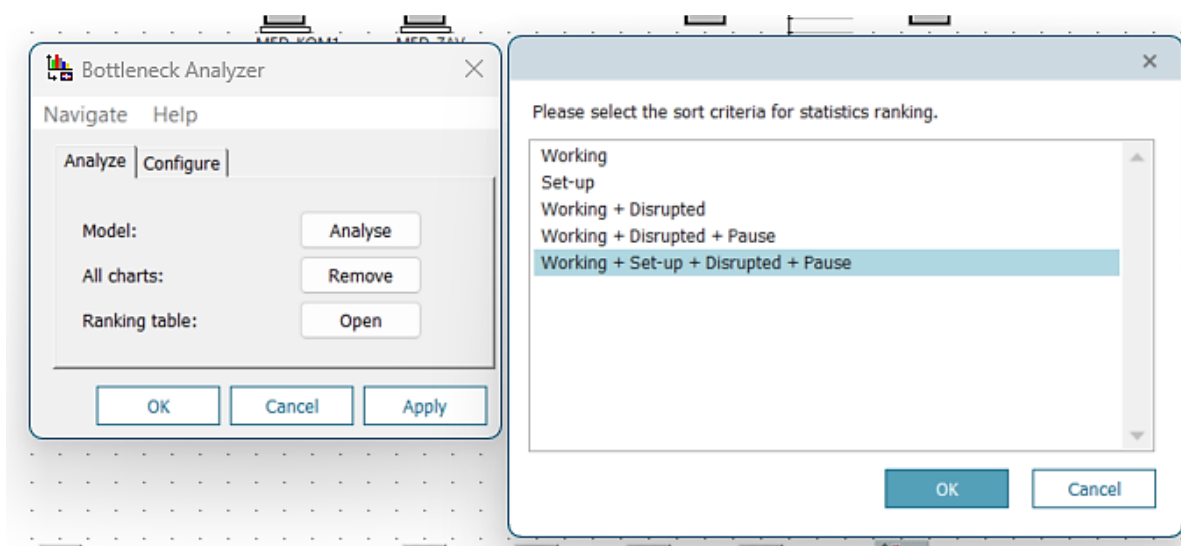 MED_KOM1 MED_ZAV
Bottleneck Analyzer
Navigate Help
Analyze Configure
Model: Analyse
All charts: Remove
Ranking table: Open
OK Cancel Apply
Please select the sort criteria for statistics ranking.
Working
Set-up
Working + Disrupted
Working + Disrupted + Pause
Working + Set-up + Disrupted + Pause
OK Cancel